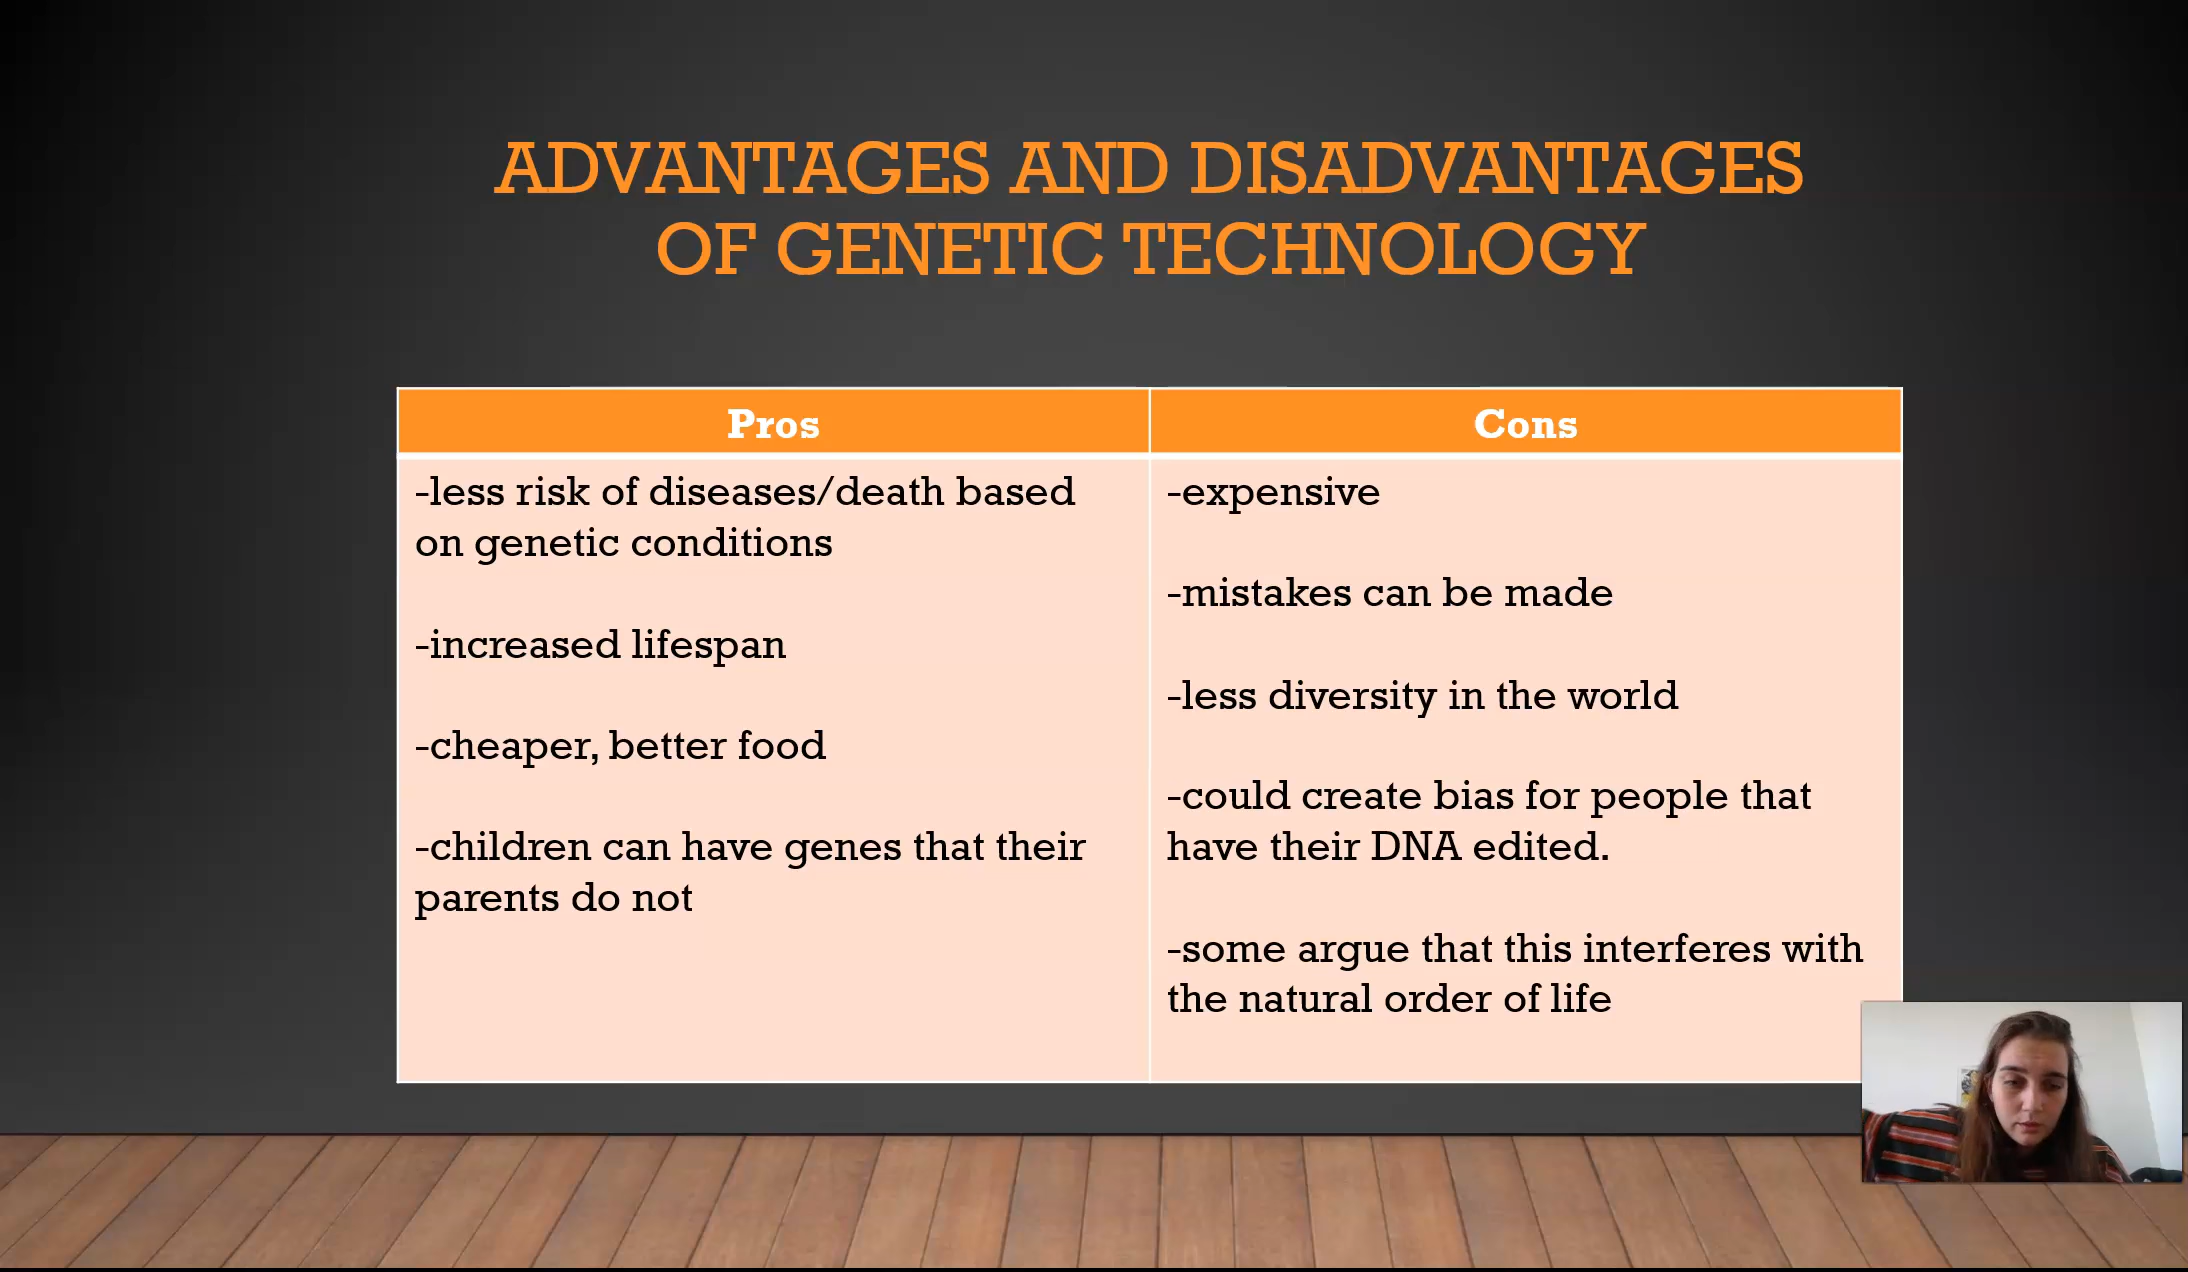 ADVANTAGES AND DISADVANTAGES
OF GENETIC TECHNOLOGY
Pros
-less risk of diseases/death based
on genetic conditions
-increased lifespan
-cheaper, better food
-children can have genes that their
parents do not
Cons
-expensive
-mistakes can be made
-less diversity in the world
-could create bias for people that
have their DNA edited.
-some argue that this interferes with
the natural order of life